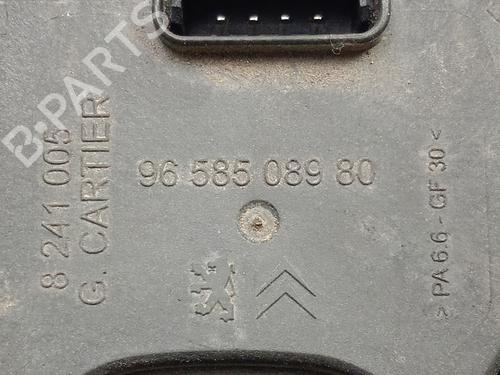 B-PARTS
8 241 005
G. CARTIER
96 585 089 80
> PA 6.6 - GF 30 <